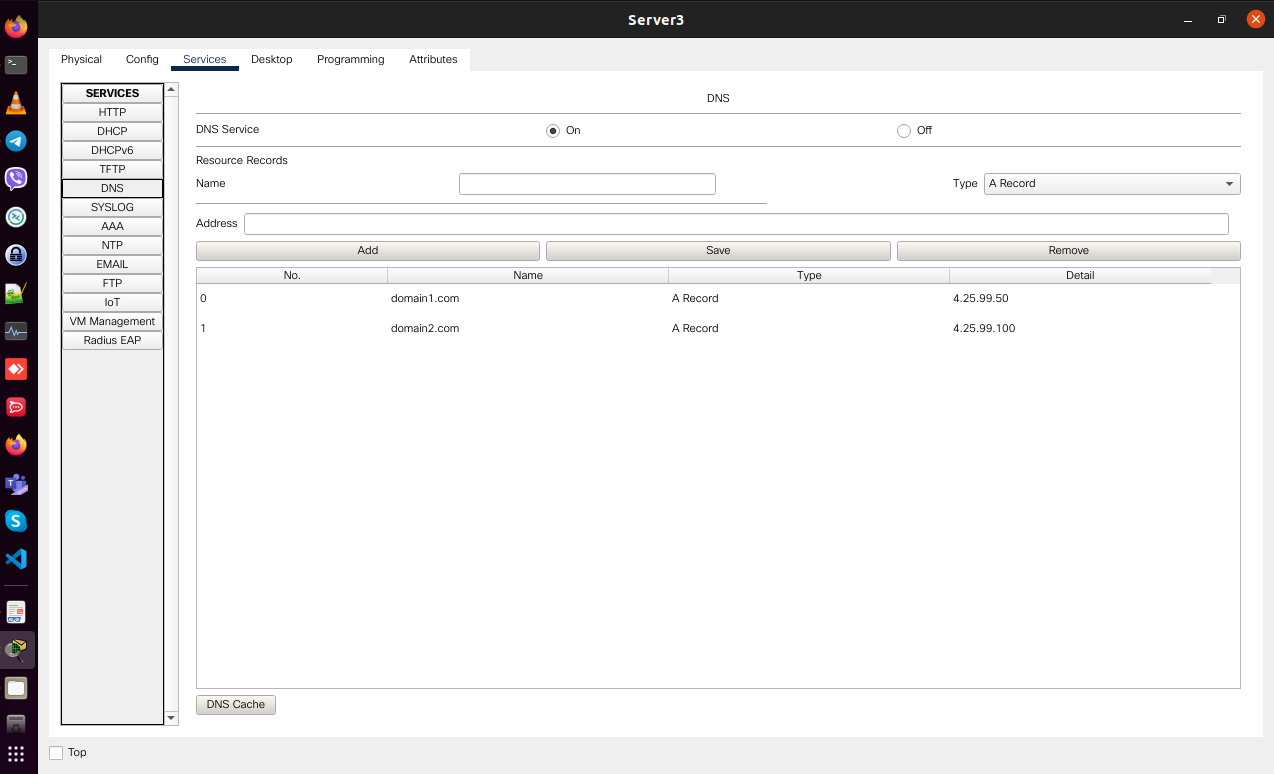 Server3
Physical Config Services Desktop Programming Attributes
SERVICES
HTTP
DHCP
DHCPv6
TFTP
DNS
SYSLOG
AAA
NTP
EMAIL
FTP
IoT
VM Management
Radius EAP
DNS
DNS Service On Off
Resource Records
Name Type A Record
Address
Add Save Remove
No. Name Type Detail
0 domain1.com A Record 4.25.99.50
1 domain2.com A Record 4.25.99.100
DNS Cache
Top